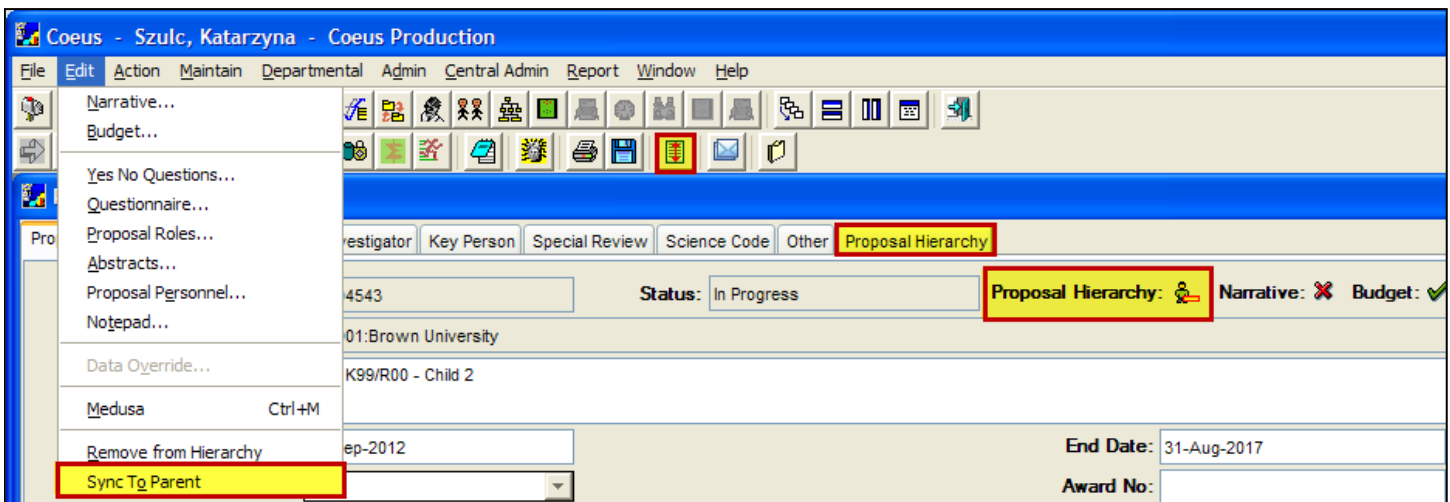 Coeus - Szulc, Katarzyna - Coeus Production
File Edit Action Maintain Departmental Admin Central Admin Report Window Help
Narrative...
Budget...
Yes No Questions...
Questionnaire...
Proposal Roles...
Abstracts...
Proposal Personnel...
Notepad...
Data Override...
Medusa Ctrl+M
Remove from Hierarchy
Sync To Parent
Pro vestigator Key Person Special Review Science Code Other Proposal Hierarchy
4543 Status: In Progress Proposal Hierarchy: Narrative: Budget:
01:Brown University
K99/R00 - Child 2
ep-2012 End Date: 31-Aug-2017
Award No: